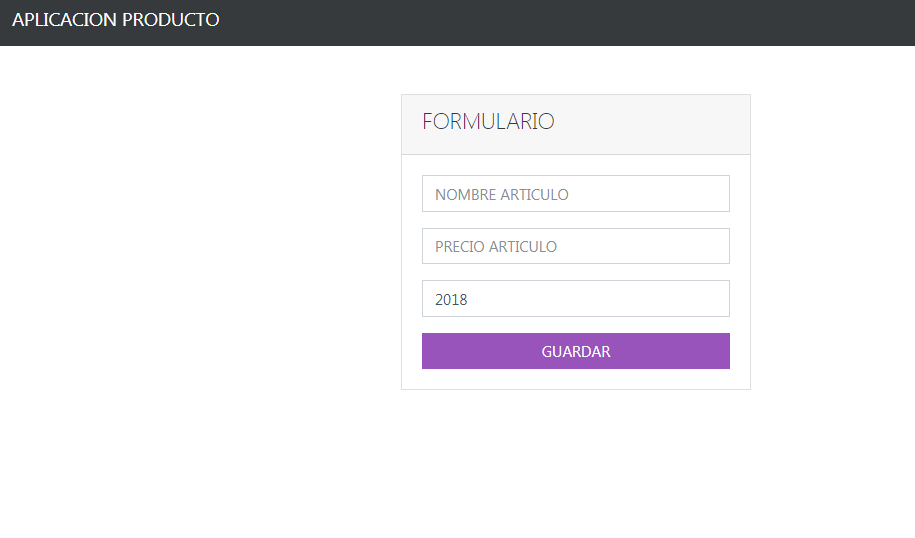 APLICACION PRODUCTO
FORMULARIO
NOMBRE ARTICULO
PRECIO ARTICULO
2018
GUARDAR